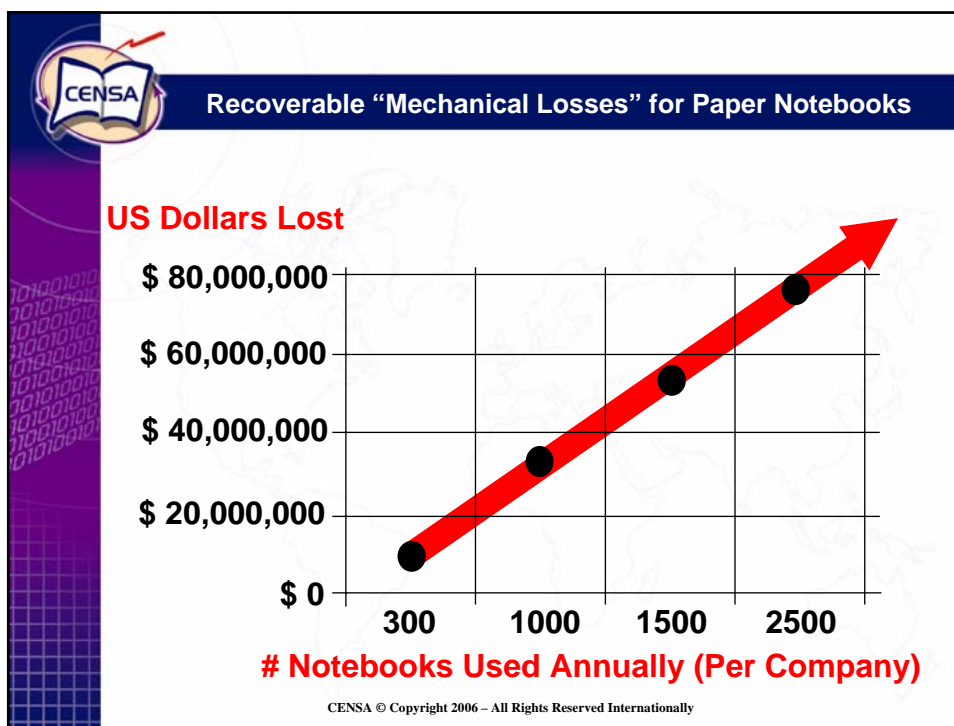 CENSA
Recoverable “Mechanical Losses” for Paper Notebooks
US Dollars Lost
$ 80,000,000
$ 60,000,000
$ 40,000,000
$ 20,000,000
$ 0
300 1000 1500 2500
# Notebooks Used Annually (Per Company)
CENSA © Copyright 2006 – All Rights Reserved Internationally